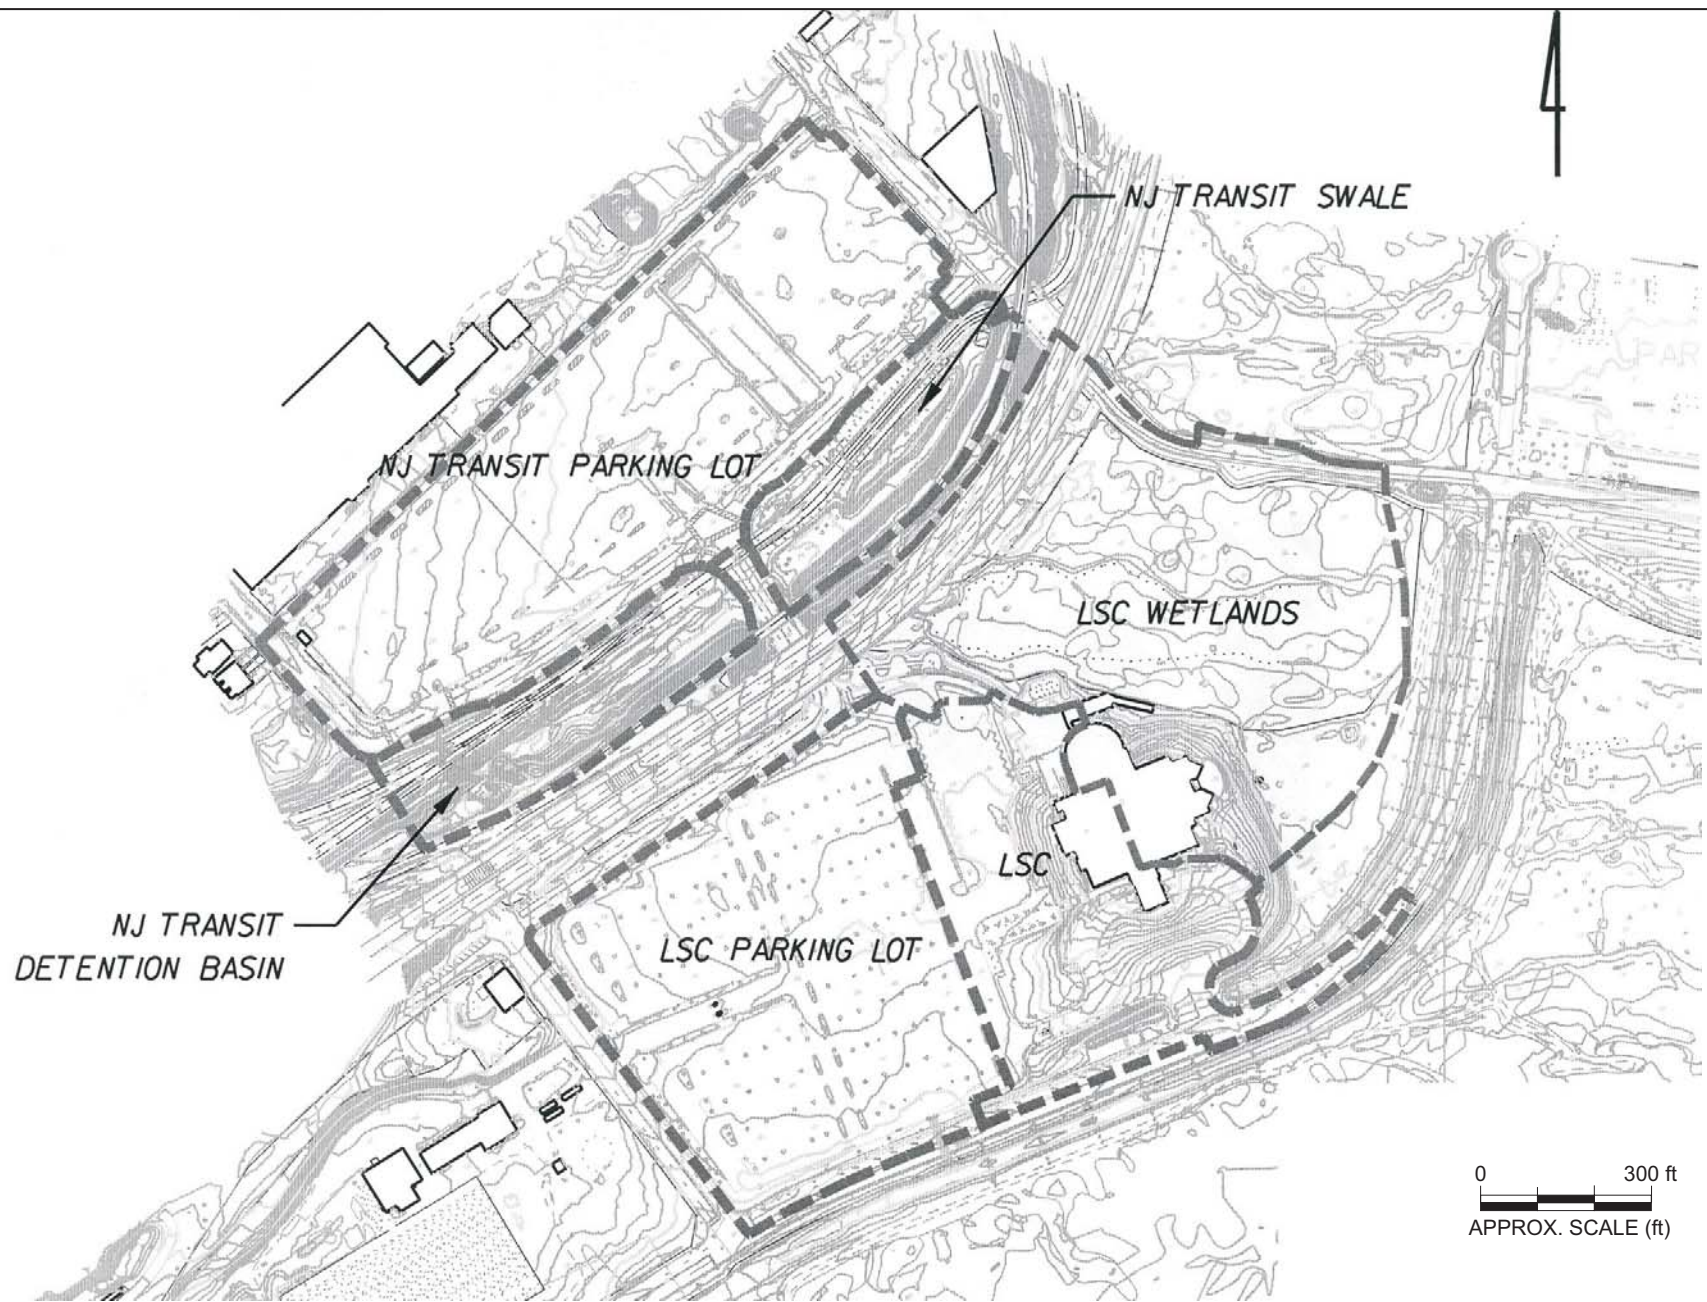 NJ TRANSIT SWALE
NJ TRANSIT PARKING LOT
LSC WETLANDS
LSC
NJ TRANSIT
DETENTION BASIN
LSC PARKING LOT
0 300 ft
APPROX. SCALE (ft)